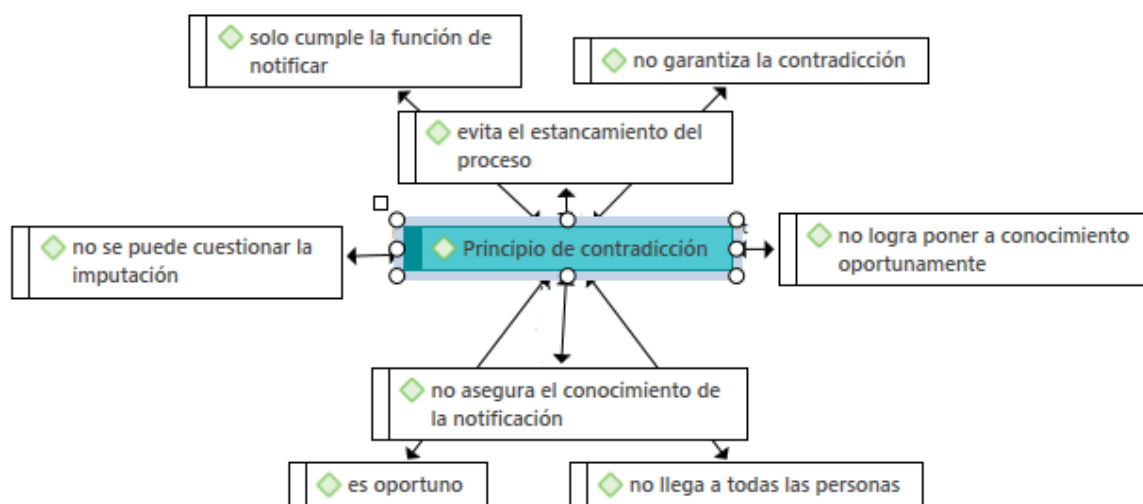 solo cumple la función de
notificar
no garantiza la contradicción
evita el estancamiento del
proceso
no se puede cuestionar la
imputación
Principio de contradicción
no logra poner a conocimiento
oportunamente
no asegura el conocimiento de
la notificación
es oportuno
no llega a todas las personas